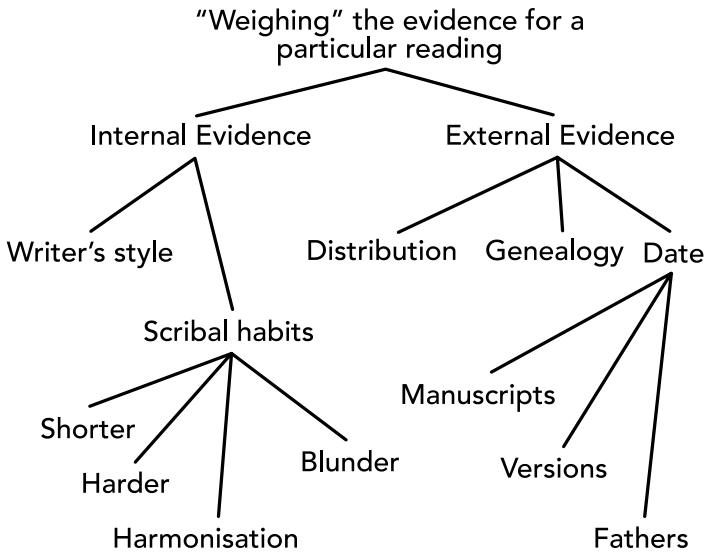 “Weighing” the evidence for a
particular reading
Internal Evidence
External Evidence
Writer’s style
Distribution
Genealogy
Date
Scribal habits
Manuscripts
Shorter
Blunder
Versions
Harder
Harmonisation
Fathers